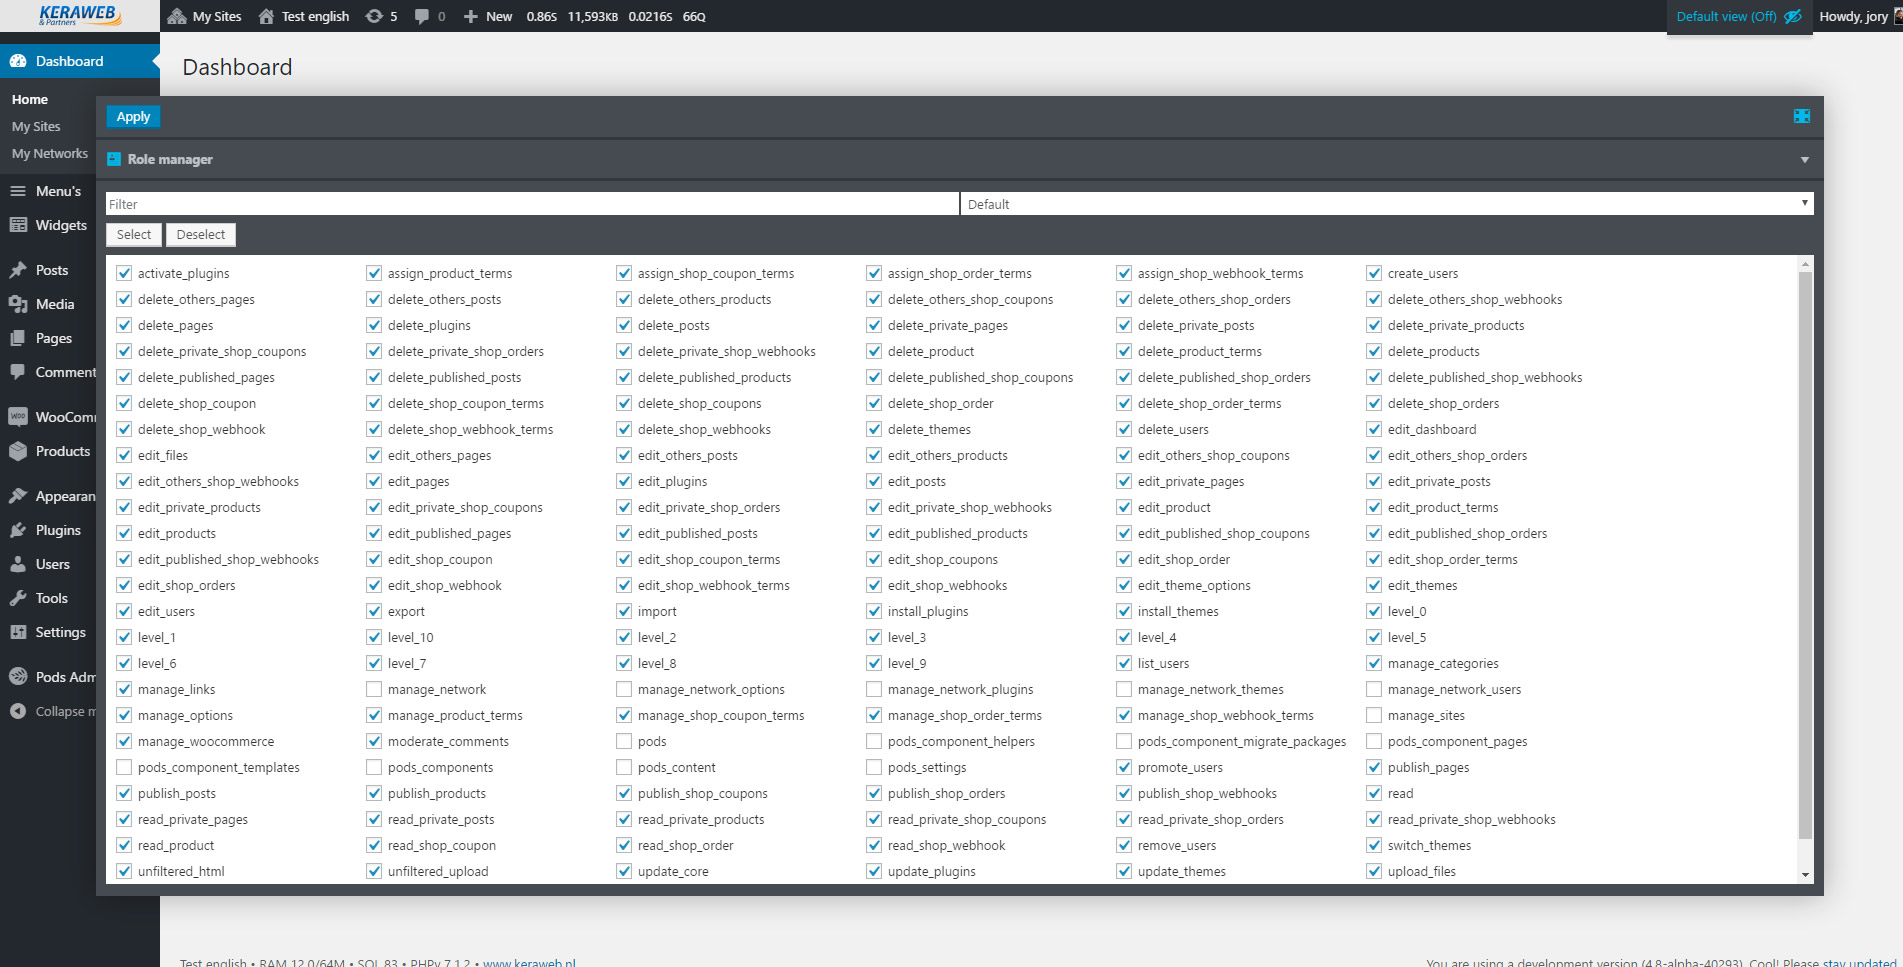 KERAWEB
& Partners
My Sites Test english 5 0 New 0.86S 11,593KB 0.0216S 66Q Default view (Off) Howdy, jory
Dashboard
Home
My Sites
My Networks
Menu's
Widgets
Posts
Media
Pages
Comment
WooComm
Products
Appearan
Plugins
Users
Tools
Settings
Pods Adm
Collapse m
Dashboard
Apply
Role manager
Filter Default
Select Deselect
activate_plugins assign_product_terms assign_shop_coupon_terms assign_shop_order_terms assign_shop_webhook_terms create_users
delete_others_pages delete_others_posts delete_others_products delete_others_shop_coupons delete_others_shop_orders delete_others_shop_webhooks
delete_pages delete_plugins delete_posts delete_private_pages delete_private_posts delete_private_products
delete_private_shop_coupons delete_private_shop_orders delete_private_shop_webhooks delete_product delete_product_terms delete_products
delete_published_pages delete_published_posts delete_published_products delete_published_shop_coupons delete_published_shop_orders delete_published_shop_webhooks
delete_shop_coupon delete_shop_coupon_terms delete_shop_coupons delete_shop_order delete_shop_order_terms delete_shop_orders
delete_shop_webhook delete_shop_webhook_terms delete_shop_webhooks delete_themes delete_users edit_dashboard
edit_files edit_others_pages edit_others_posts edit_others_products edit_others_shop_coupons edit_others_shop_orders
edit_others_shop_webhooks edit_pages edit_plugins edit_posts edit_private_pages edit_private_posts
edit_private_products edit_private_shop_coupons edit_private_shop_orders edit_private_shop_webhooks edit_product edit_product_terms
edit_products edit_published_pages edit_published_posts edit_published_products edit_published_shop_coupons edit_published_shop_orders
edit_published_shop_webhooks edit_shop_coupon edit_shop_coupon_terms edit_shop_coupons edit_shop_order edit_shop_order_terms
edit_shop_orders edit_shop_webhook edit_shop_webhook_terms edit_shop_webhooks edit_theme_options edit_themes
edit_users export import install_plugins install_themes level_0
level_1 level_10 level_2 level_3 level_4 level_5
level_6 level_7 level_8 level_9 list_users manage_categories
manage_links manage_network manage_network_options manage_network_plugins manage_network_themes manage_network_users
manage_options manage_product_terms manage_shop_coupon_terms manage_shop_order_terms manage_shop_webhook_terms manage_sites
manage_woocommerce moderate_comments pods pods_component_helpers pods_component_migrate_packages pods_component_pages
pods_component_templates pods_components pods_content pods_settings promote_users publish_pages
publish_posts publish_products publish_shop_coupons publish_shop_orders publish_shop_webhooks read
read_private_pages read_private_posts read_private_products read_private_shop_coupons read_private_shop_orders read_private_shop_webhooks
read_product read_shop_coupon read_shop_order read_shop_webhook remove_users switch_themes
unfiltered_html unfiltered_upload update_core update_plugins update_themes upload_files
Test english • RAM 12.0/64M • SQL 83 • PHPv 7.1.2 • www.keraweb.nl You are using a development version (4.8-alpha-40293). Cool! Please stay updated.